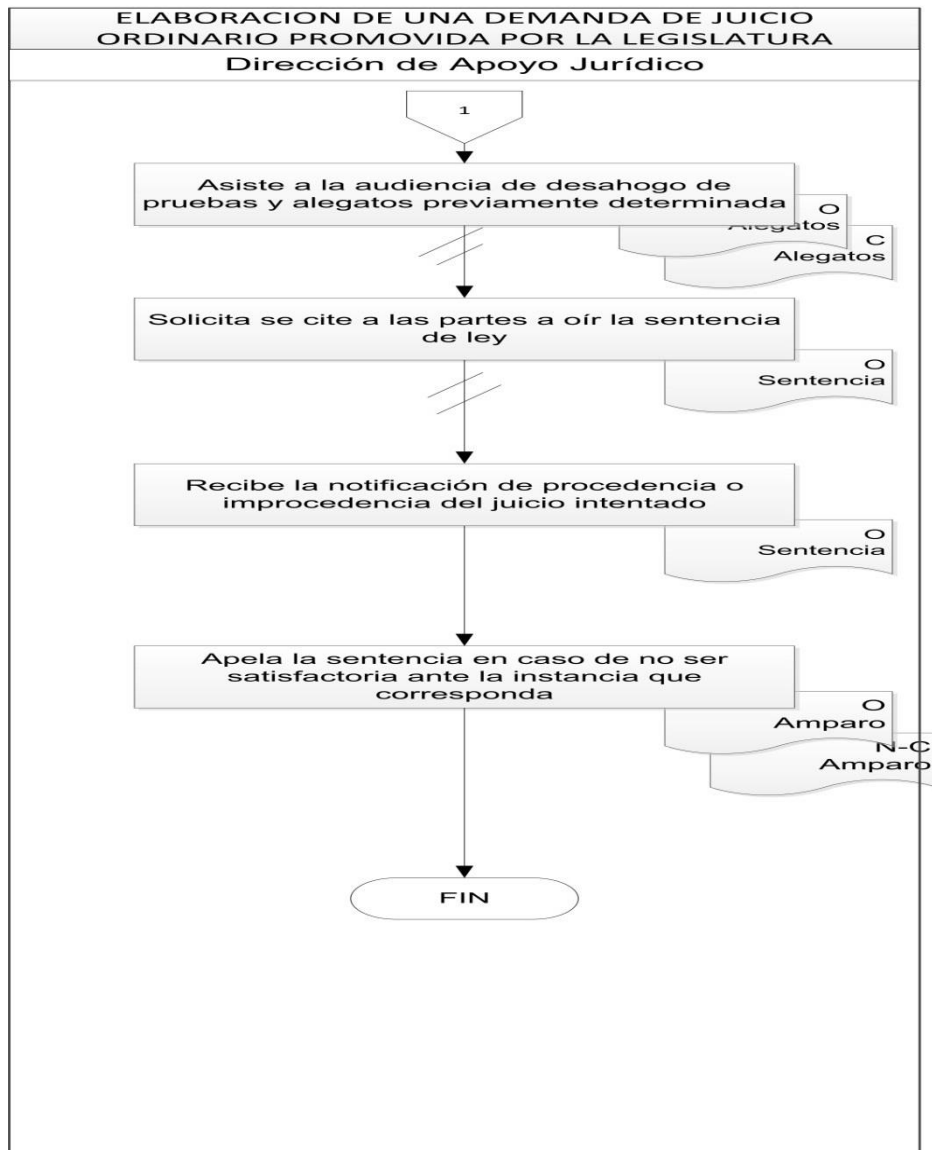 ELABORACION DE UNA DEMANDA DE JUICIO
ORDINARIO PROMOVIDA POR LA LEGISLATURA
Dirección de Apoyo Jurídico
1
Asiste a la audiencia de desahogo de
pruebas y alegatos previamente determinada
O
Alegatos
C
Alegatos
Solicita se cite a las partes a oír la sentencia
de ley
O
Sentencia
Recibe la notificación de procedencia o
improcedencia del juicio intentado
O
Sentencia
Apela la sentencia en caso de no ser
satisfactoria ante la instancia que
corresponda
O
Amparo
N-C
Amparo
FIN